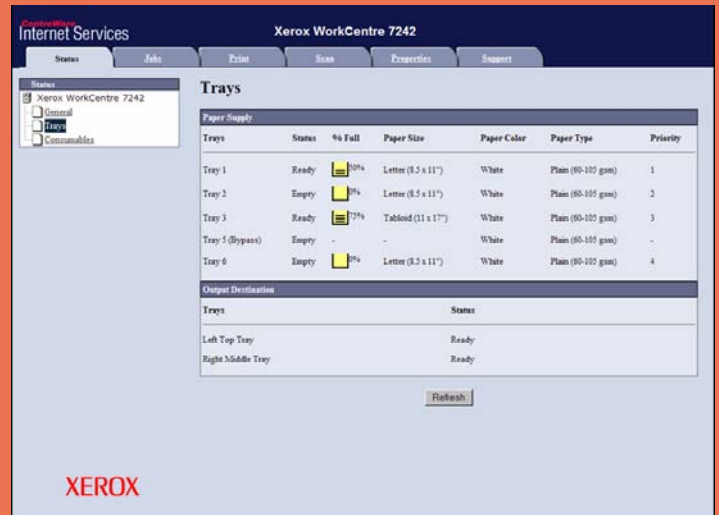 CentreWare
Internet Services
Xerox WorkCentre 7242
Status Jobs Print Scan Properties Support
Status
Xerox WorkCentre 7242
General
Trays
Consumables
Trays
Paper Supply
Trays Status % Full Paper Size Paper Color Paper Type Priority
Tray 1 Ready 50% Letter (8.5 x 11") White Plain (60-105 gsm) 1
Tray 2 Empty 0% Letter (8.5 x 11") White Plain (60-105 gsm) 2
Tray 3 Ready 75% Tabloid (11 x 17") White Plain (60-105 gsm) 3
Tray 5 (Bypass) Empty - - White Plain (60-105 gsm) -
Tray 6 Empty 0% Letter (8.5 x 11") White Plain (60-105 gsm) 4
Output Destination
Trays Status
Left Top Tray Ready
Right Middle Tray Ready
Refresh
XEROX